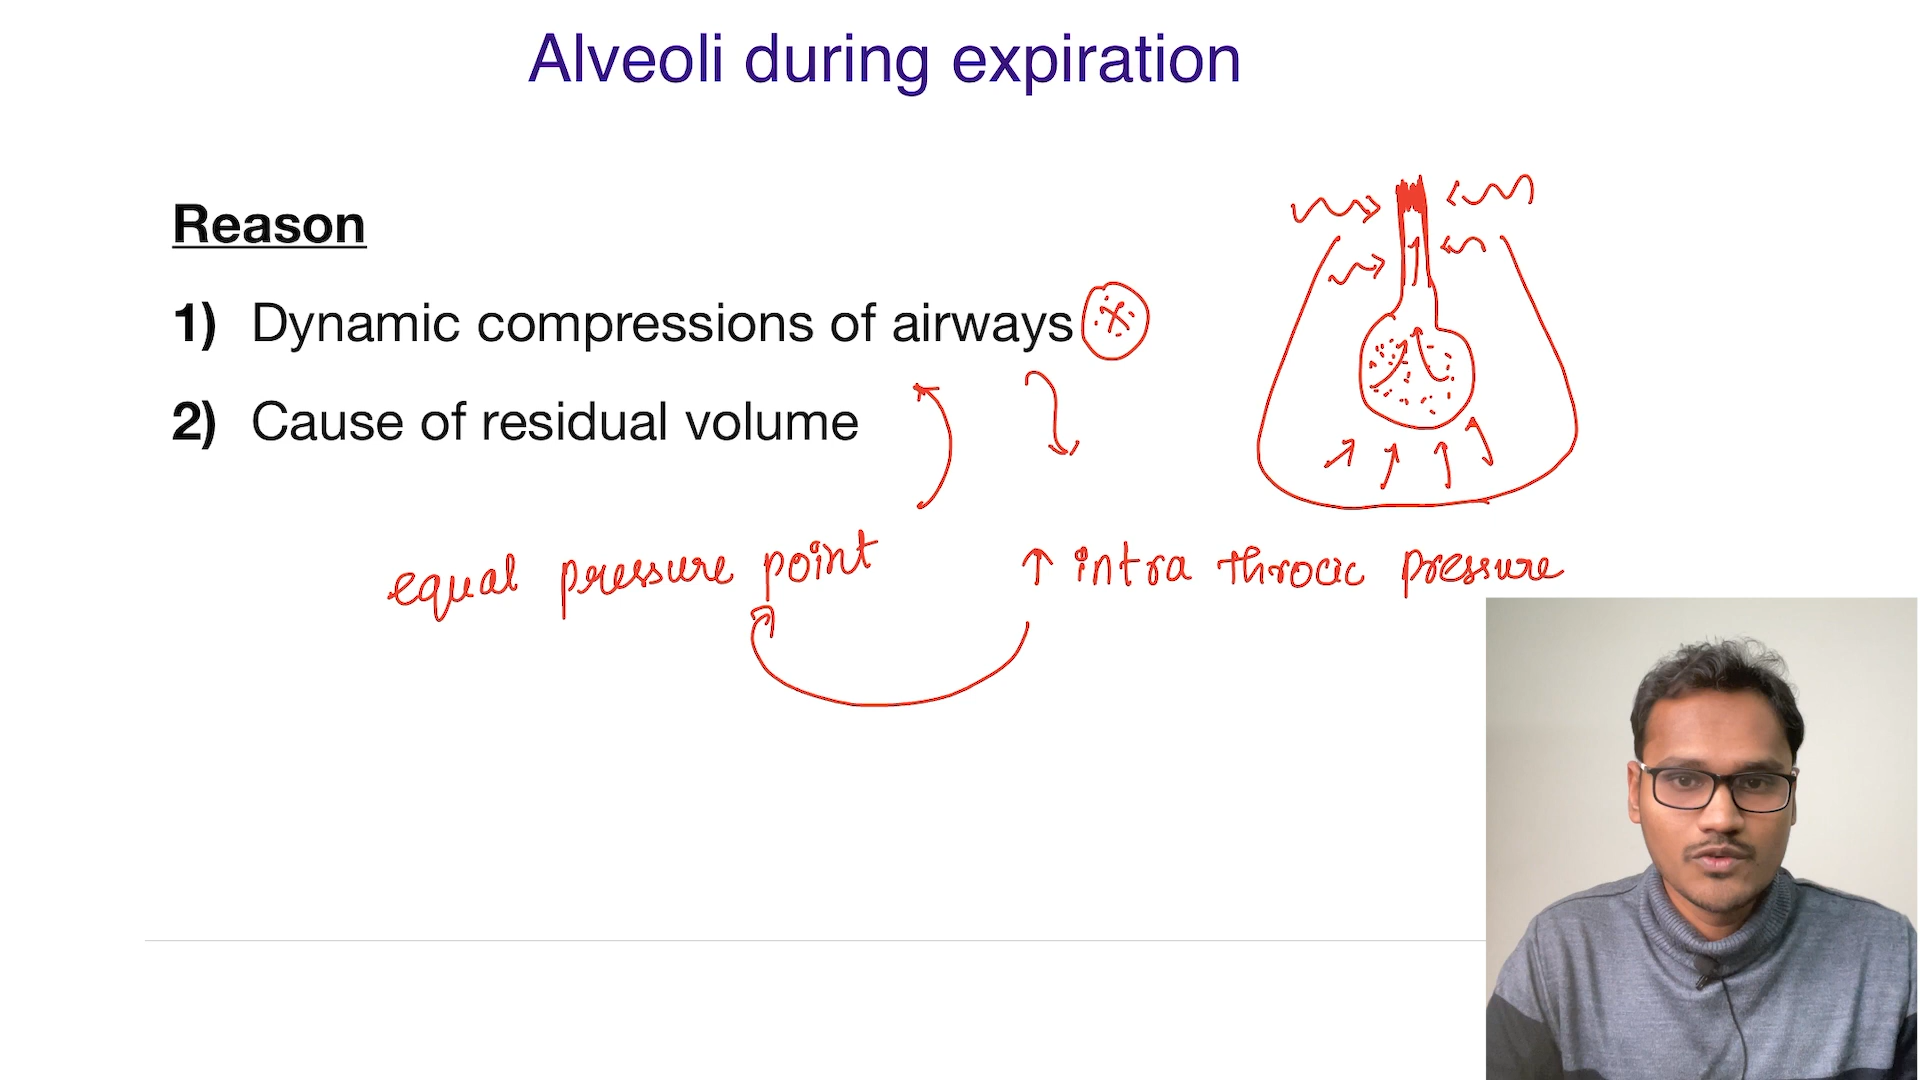 Alveoli during expiration
Reason
1) Dynamic compressions of airways
2) Cause of residual volume
equal pressure point
↑ intra throcic pressure